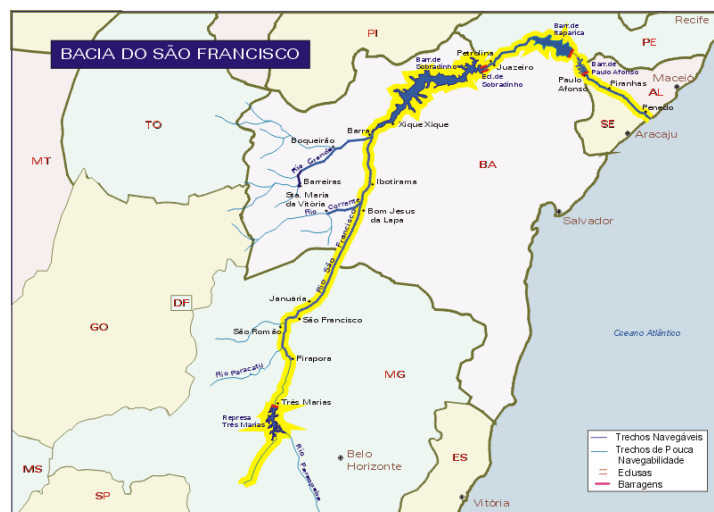 BACIA DO SÃO FRANCISCO
PI
Recife
PE
Barr. de
Itaparica
Petrolina
Barr. de
Sobradinho
Juazeiro
Ecl. de
Sobradinho
Barr. de
Paulo Afonso
Paulo
Afonso
Piranhas
Maceió
AL
Penedo
SE
Aracaju
TO
MT
Boqueirão
Barra
Xique Xique
Rio Grande
Barreiras
BA
Ibotirama
Sta. Maria
da Vitória
Rio Corrente
Bom Jesus
da Lapa
Salvador
Rio São Francisco
Januária
DF
GO
São Francisco
São Romão
Oceano Atlântico
Pirapora
Rio Paracatu
MG
Três Marias
Represa
Três Marias
Rio Paraopeba
Belo
Horizonte
ES
MS
SP
Vitória
Trechos Navegáveis
Trechos de Pouca
Navegabilidade
Eclusas
Barragens